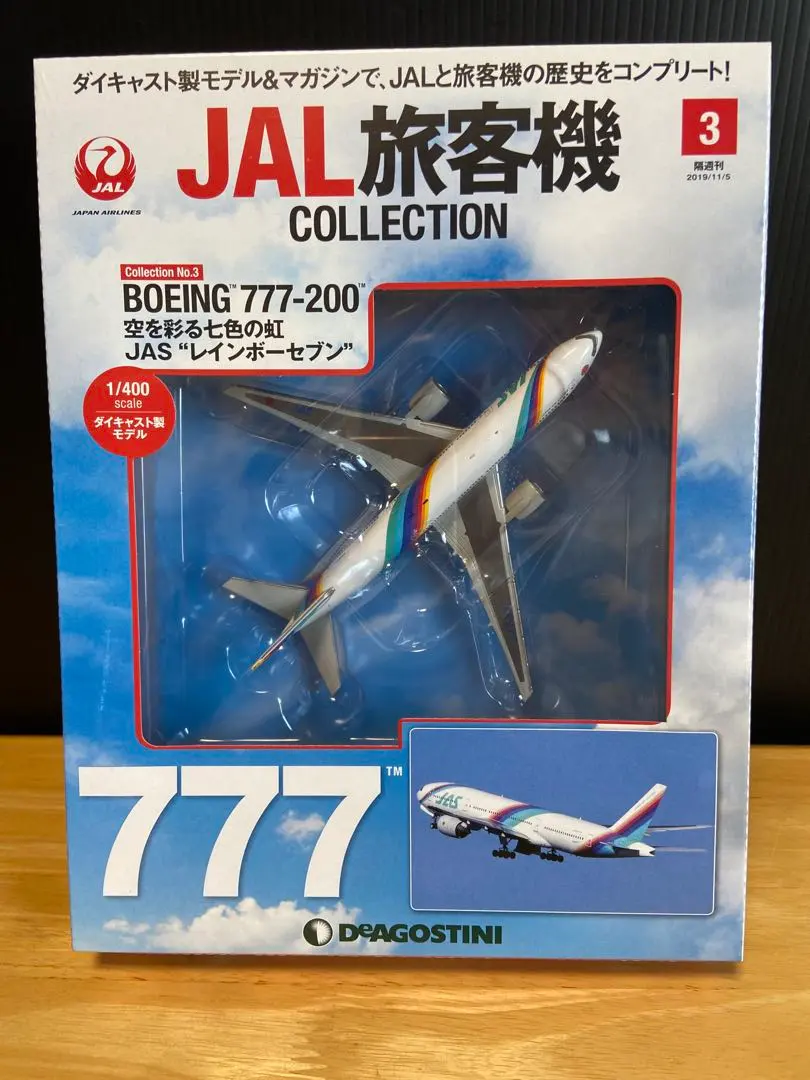 ダイキャスト製モデル&マガジンで、JALと旅客機の歴史をコンプリート!
JAL
JAPAN AIRLINES
JAL旅客機
COLLECTION
3
隔週刊
2019/11/5
Collection No.3
BOEING™ 777-200™
空を彩る七色の虹
JAS “レインボーセブン”
1/400
scale
ダイキャスト製
モデル
JAS
777™
JAS
DeAGOSTINI